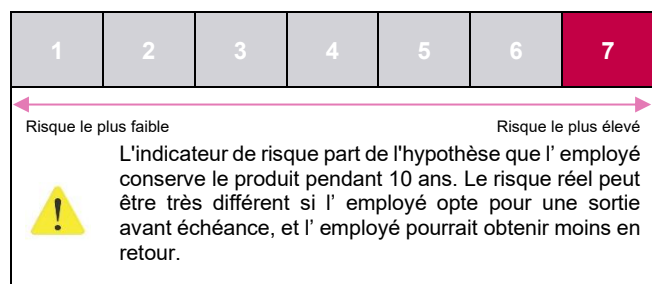 1 2 3 4 5 6 7
Risque le plus faible Risque le plus élevé
L'indicateur de risque part de l'hypothèse que l’ employé
conserve le produit pendant 10 ans. Le risque réel peut
être très différent si l’ employé opte pour une sortie
avant échéance, et l’ employé pourrait obtenir moins en
retour.